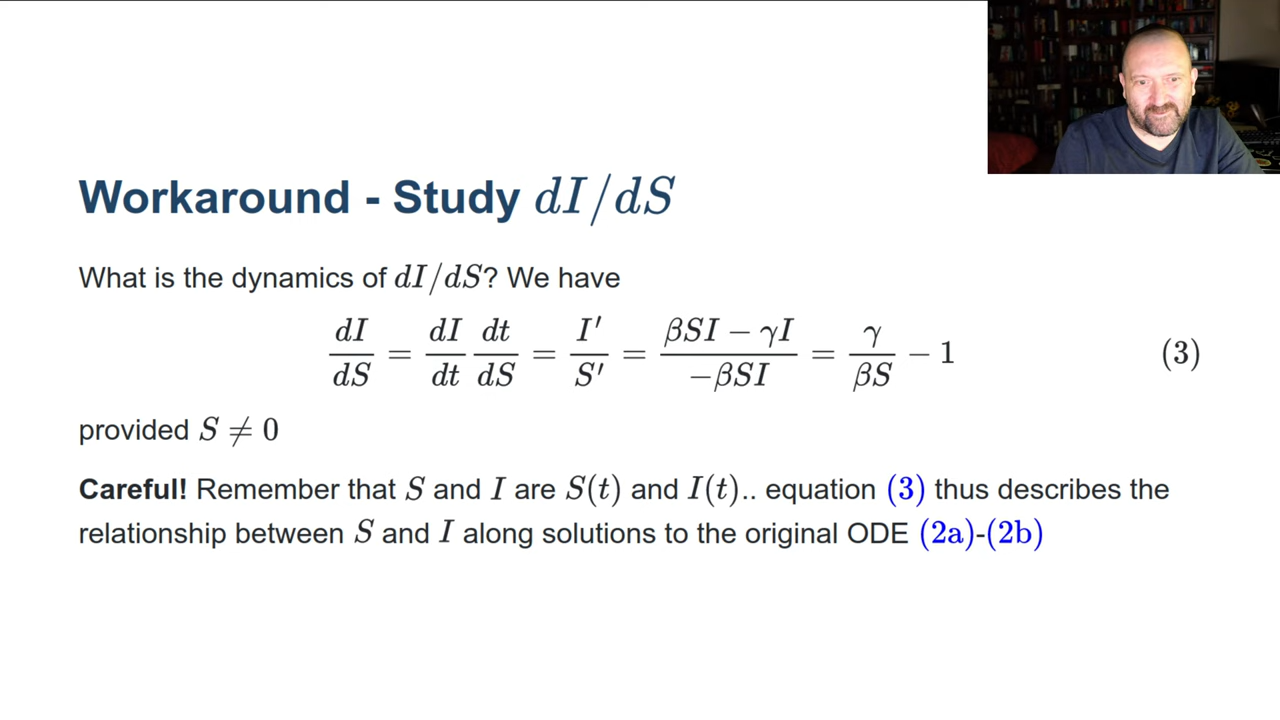 Workaround - Study dI/dS
What is the dynamics of dI/dS? We have
dI/dS = dI/dt dt/dS = I′/S′ = βSI − γI/−βSI = γ/βS − 1 (3)
provided S ≠ 0
Careful! Remember that S and I are S(t) and I(t).. equation (3) thus describes the
relationship between S and I along solutions to the original ODE (2a)-(2b)